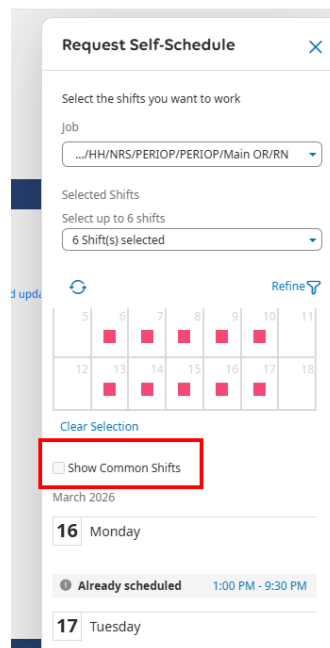 Request Self-Schedule
Select the shifts you want to work
Job
.../HH/NRS/PERIOP/PERIOP/Main OR/RN
Selected Shifts
Select up to 6 shifts
6 Shift(s) selected
d upda
Refine
5 6 7 8 9 10 11
12 13 14 15 16 17 18
Clear Selection
Show Common Shifts
March 2026
16 Monday
Already scheduled 1:00 PM - 9:30 PM
17 Tuesday